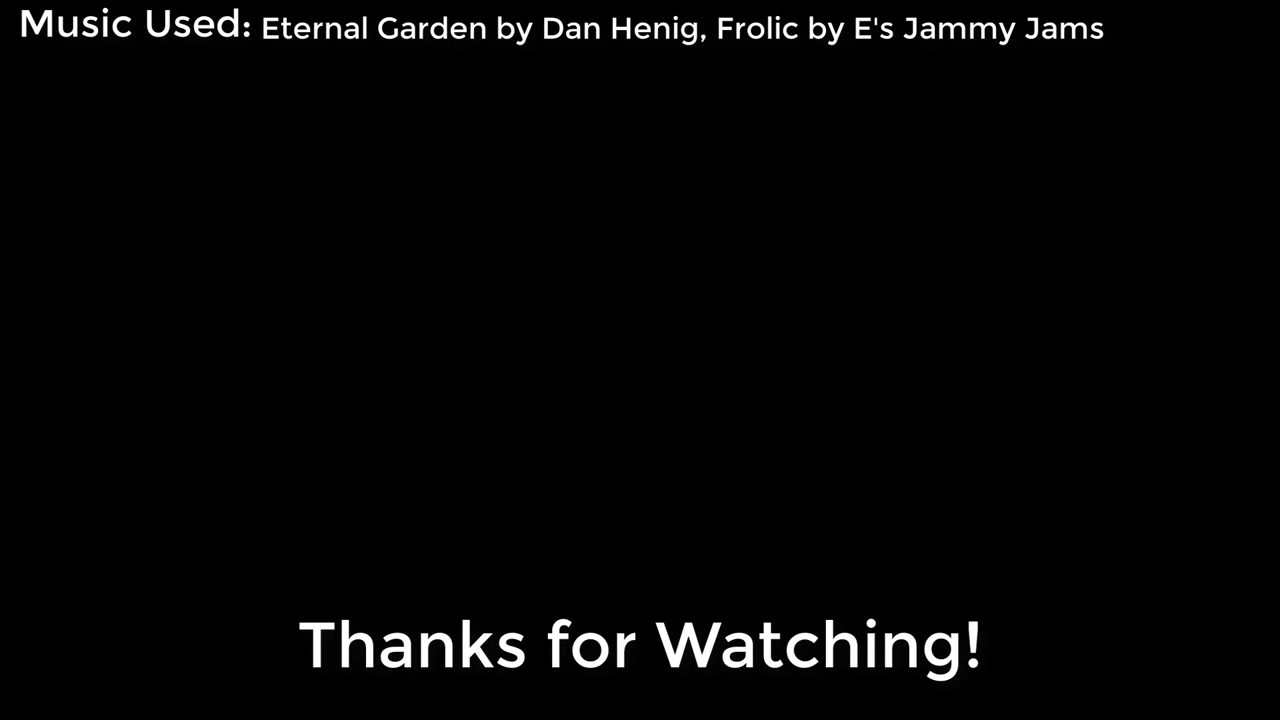 Music Used: Eternal Garden by Dan Henig, Frolic by E's Jammy Jams
Thanks for Watching!